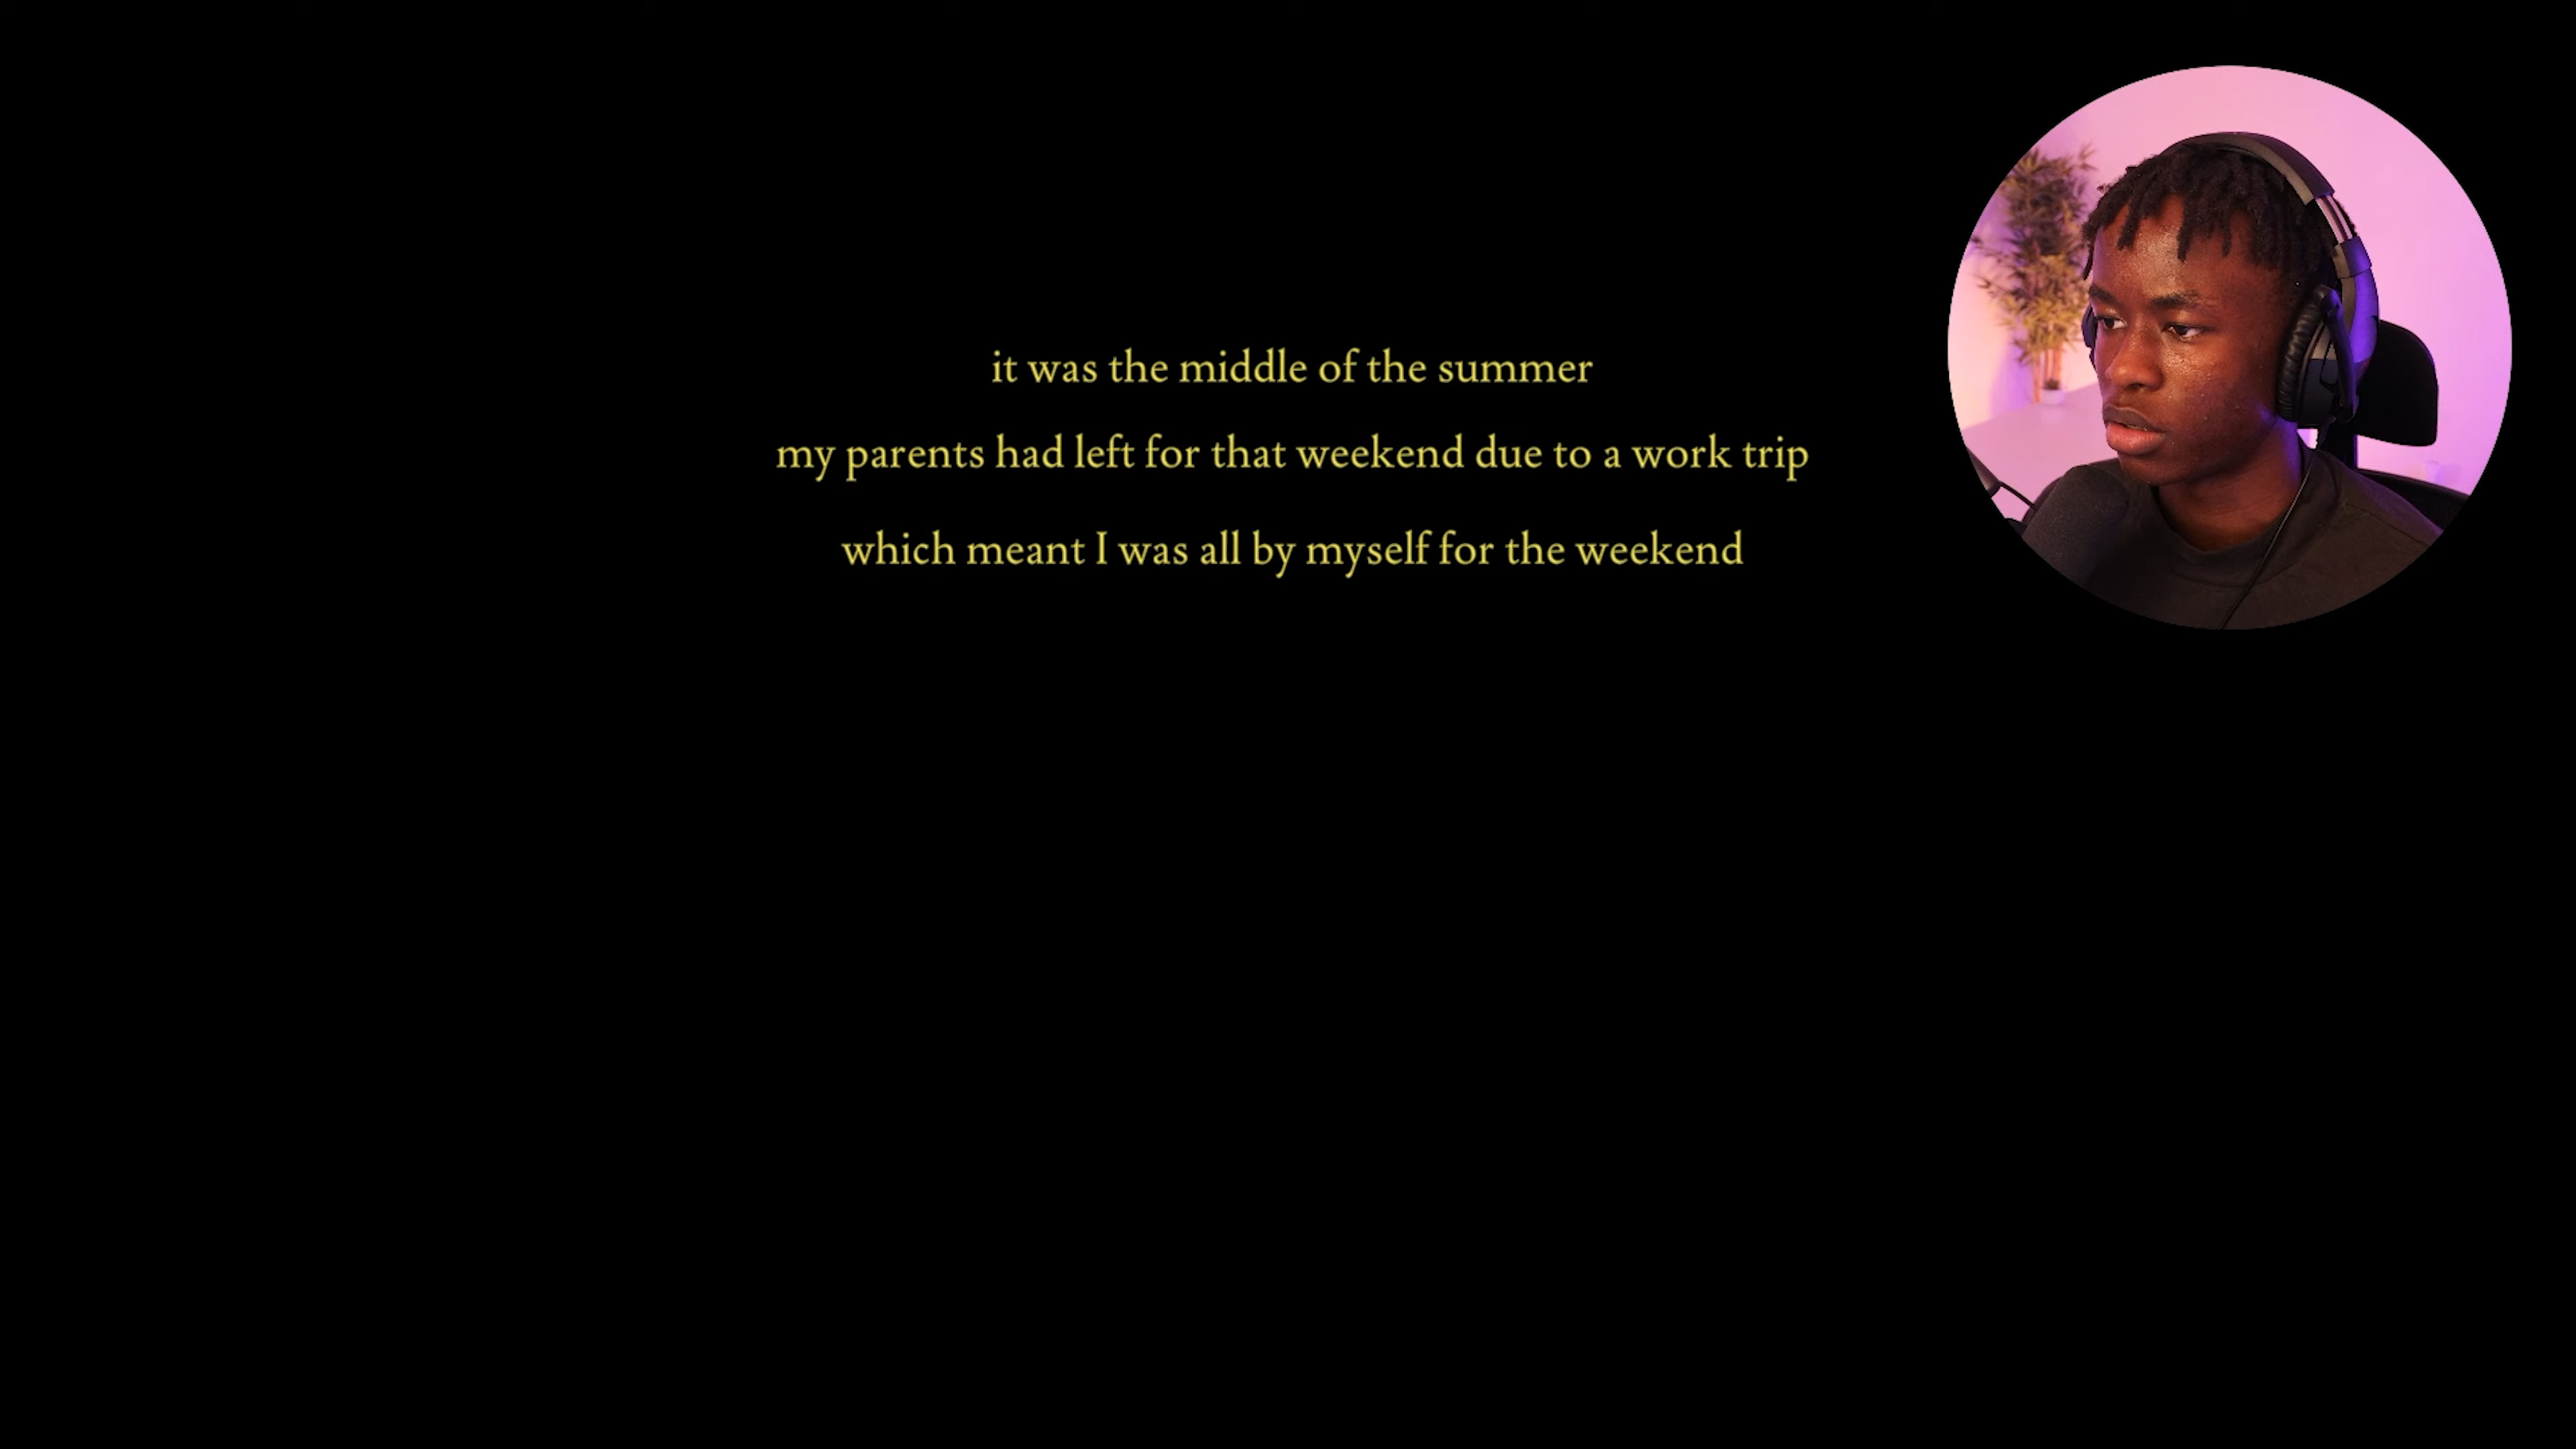 it was the middle of the summer
my parents had left for that weekend due to a work trip
which meant I was all by myself for the weekend